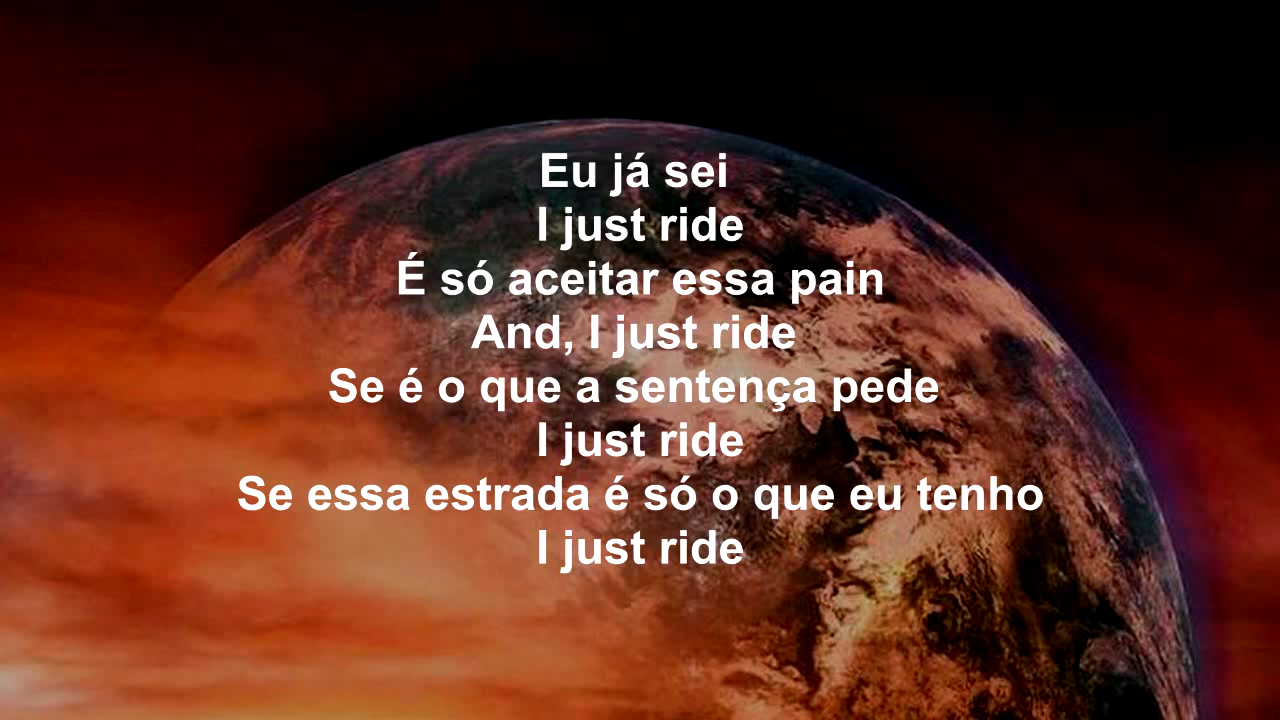 Eu já sei
I just ride
É só aceitar essa pain
And, I just ride
Se é o que a sentença pede
I just ride
Se essa estrada é só o que eu tenho
I just ride